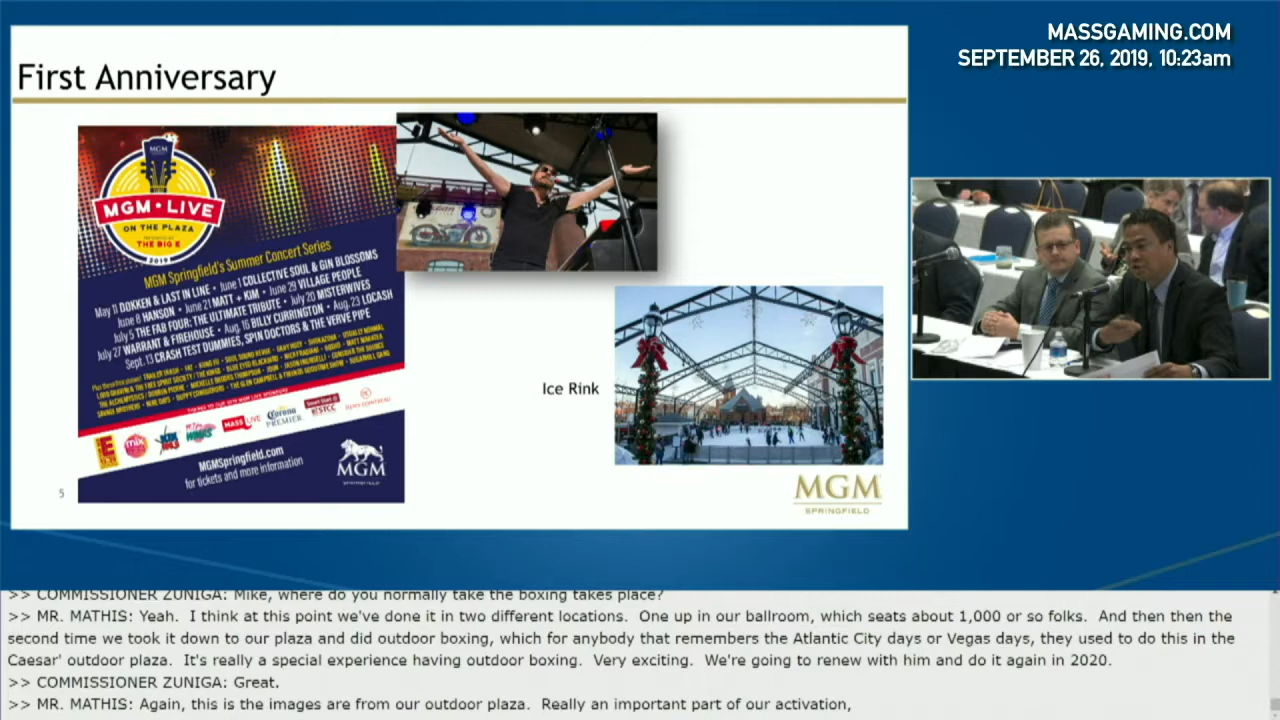 MASSGAMING.COM
SEPTEMBER 26, 2019, 10:23am
First Anniversary
MGM
MGM • LIVE
ON THE PLAZA
THE BIG E
2019
MGM Springfield's Summer Concert Series
May 11 DOKKEN & LAST IN LINE • June 1 COLLECTIVE SOUL & GIN BLOSSOMS
June 8 HANSON • June 21 MATT + KIM • June 29 VILLAGE PEOPLE
July 5 THE FAB FOUR: THE ULTIMATE TRIBUTE • July 20 MISTERWIVES
July 27 WARRANT & FIREHOUSE • Aug. 16 BILLY CURRINGTON • Aug. 23 LOCASH
Sept. 13 CRASH TEST DUMMIES, SPIN DOCTORS & THE VERVE PIPE
MASS LIVE
Corona
PREMIER
MGMSpringfield.com
for tickets and more information
MGM
Ice Rink
5
MGM
SPRINGFIELD
>> COMMISSIONER ZUNIGA: Mike, where do you normally take the boxing takes place?
>> MR. MATHIS: Yeah. I think at this point we've done it in two different locations. One up in our ballroom, which seats about 1,000 or so folks. And then then the
second time we took it down to our plaza and did outdoor boxing, which for anybody that remembers the Atlantic City days or Vegas days, they used to do this in the
Caesar' outdoor plaza. It's really a special experience having outdoor boxing. Very exciting. We're going to renew with him and do it again in 2020.
>> COMMISSIONER ZUNIGA: Great.
>> MR. MATHIS: Again, this is the images are from our outdoor plaza. Really an important part of our activation,